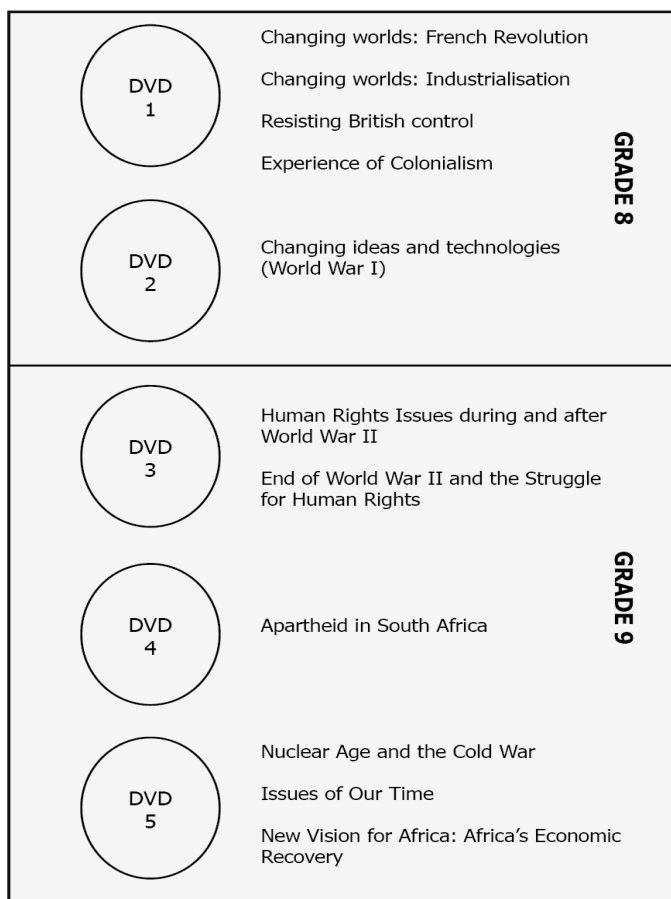 DVD
1
Changing worlds: French Revolution
Changing worlds: Industrialisation
Resisting British control
Experience of Colonialism
DVD
2
Changing ideas and technologies
(World War I)
GRADE 8
DVD
3
Human Rights Issues during and after
World War II
End of World War II and the Struggle
for Human Rights
DVD
4
Apartheid in South Africa
DVD
5
Nuclear Age and the Cold War
Issues of Our Time
New Vision for Africa: Africa’s Economic
Recovery
GRADE 9